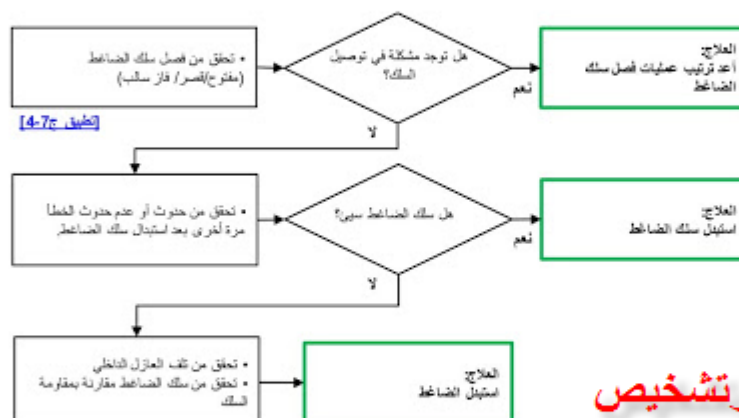 • تحقق من فصل سلك الضاغط
(مفتوح/قصر/ فاز سالب)
[تطبيق ج7-4]
هل توجد مشكلة في توصيل
السلك؟
نعم
لا
العلاج:
أعد ترتيب عمليات فصل سلك
الضاغط
• تحقق من حدوث أو عدم حدوث الخطأ
مرة أخرى بعد استبدال سلك الضاغط.
هل سلك الضاغط سيئ؟
نعم
لا
العلاج:
استبدل سلك الضاغط
• تحقق من تلف العازل الداخلي
• تحقق من سلك الضاغط مقارنة بمقاومة
السلك
العلاج:
استبدل الضاغط
وتشخيص